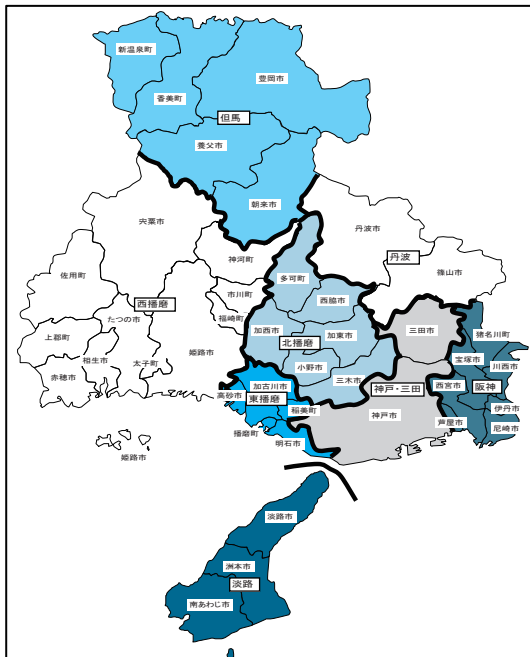 新温泉町
豊岡市
香美町
但馬
養父市
朝来市
宍粟市
丹波市
神河町
丹波
佐用町
多可町
篠山市
市川町
西脇市
西播磨
たつの市
福崎町
加西市
加東市
三田市
猪名川町
上郡町
北播磨
相生市
太子町
姫路市
小野市
宝塚市
川西市
赤穂市
三木市
加古川市
神戸・三田
西宮市
阪神
高砂市
東播磨
稲美町
神戸市
伊丹市
芦屋市
尼崎市
播磨町
明石市
姫路市
淡路市
洲本市
淡路
南あわじ市